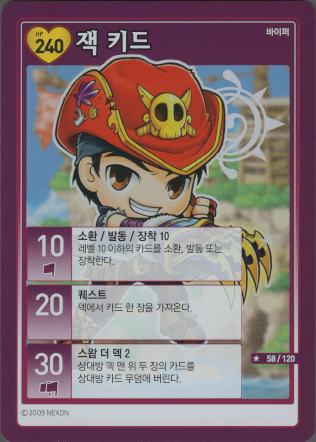 HP
240
잭 키드
바이퍼
10
소환 / 발동 / 장착 10
레벨 10 이하의 카드를 소환, 발동 또는
장착한다.
20
퀘스트
덱에서 카드 한 장을 가져온다.
30
스왑 더 덱 2
상대방 덱 맨 위 두 장의 카드를
상대방 카드 무덤에 버린다.
★ 58/120
©2009 NEXON